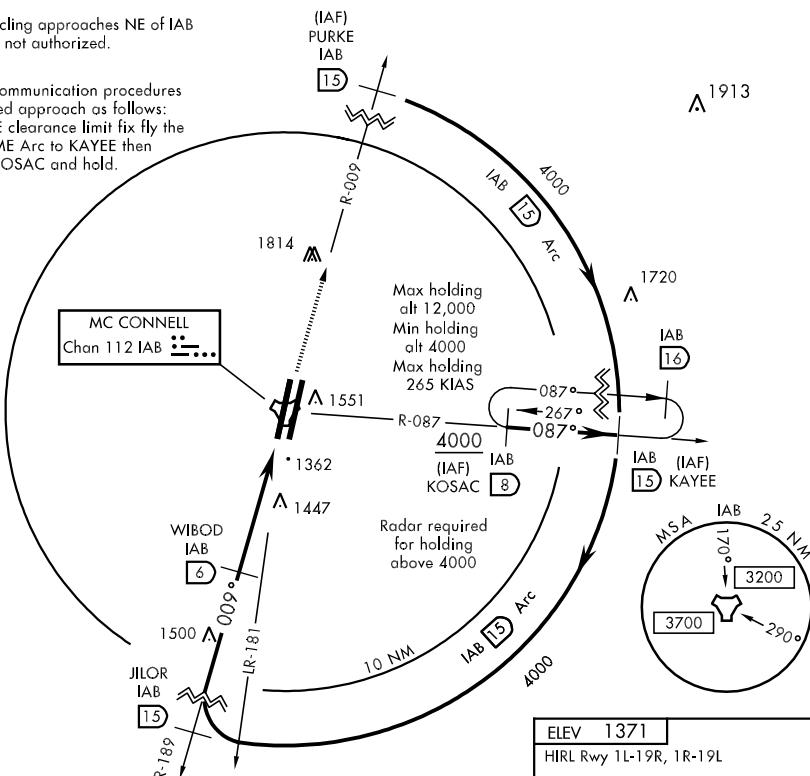 cling approaches NE of IAB
not authorized.
ommunication procedures
ed approach as follows:
E clearance limit fix fly the
ME Arc to KAYEE then
OSAC and hold.
(IAF)
PURKE
IAB
15
1913
R-009
4000
IAB 15 Arc
1814
1720
MC CONNELL
Chan 112 IAB
Max holding
alt 12,000
Min holding
alt 4000
Max holding
265 KIAS
IAB
16
1551
087°
267°
R-087
087°
4000
(IAF)
KOSAC
IAB
8
IAB
15
(IAF)
KAYEE
1362
1447
Radar required
for holding
above 4000
WIBOD
IAB
6
009°
1500
LR-181
10 NM
IAB 15 Arc
4000
JILOR
IAB
15
R-189
MSA IAB 25 NM
170°
3200
3700
290°
ELEV 1371
HIRL Rwy 1L-19R, 1R-19L